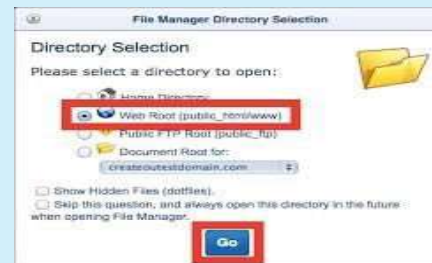 File Manager Directory Selection
Directory Selection
Please select a directory to open:
Home Directory
Web Root (public_html/www)
Public FTP Root (public_ftp)
Document Root for:
createoutestdomain.com
Show Hidden Files (dotfiles).
Skip this question, and always open this directory in the future
when opening File Manager.
Go